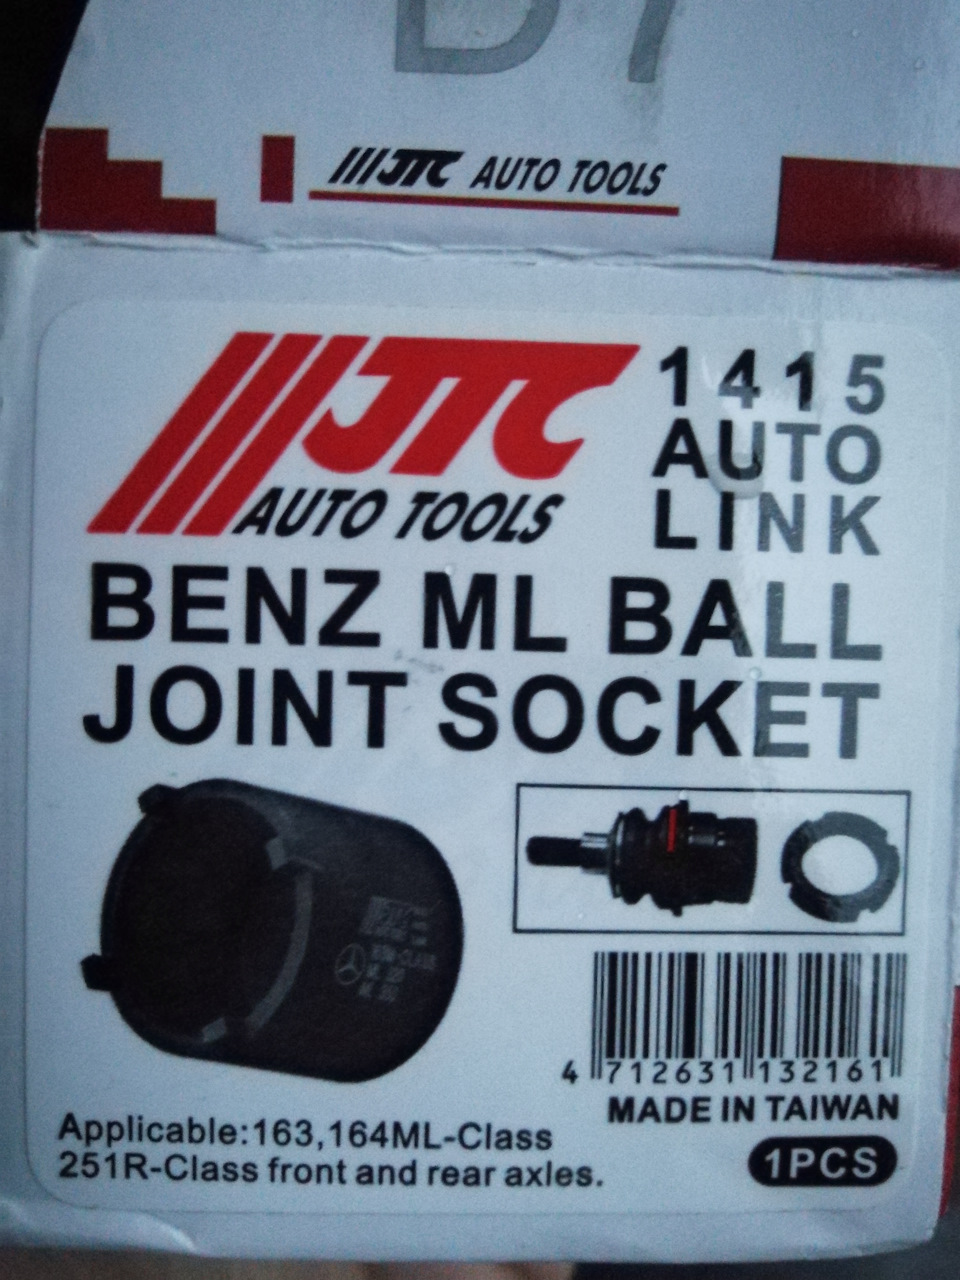 JTC AUTO TOOLS
JTC
AUTO TOOLS
1415
AUTO
LINK
BENZ ML BALL
JOINT SOCKET
4 712631 132161
MADE IN TAIWAN
Applicable:163,164ML-Class
251R-Class front and rear axles.
1PCS